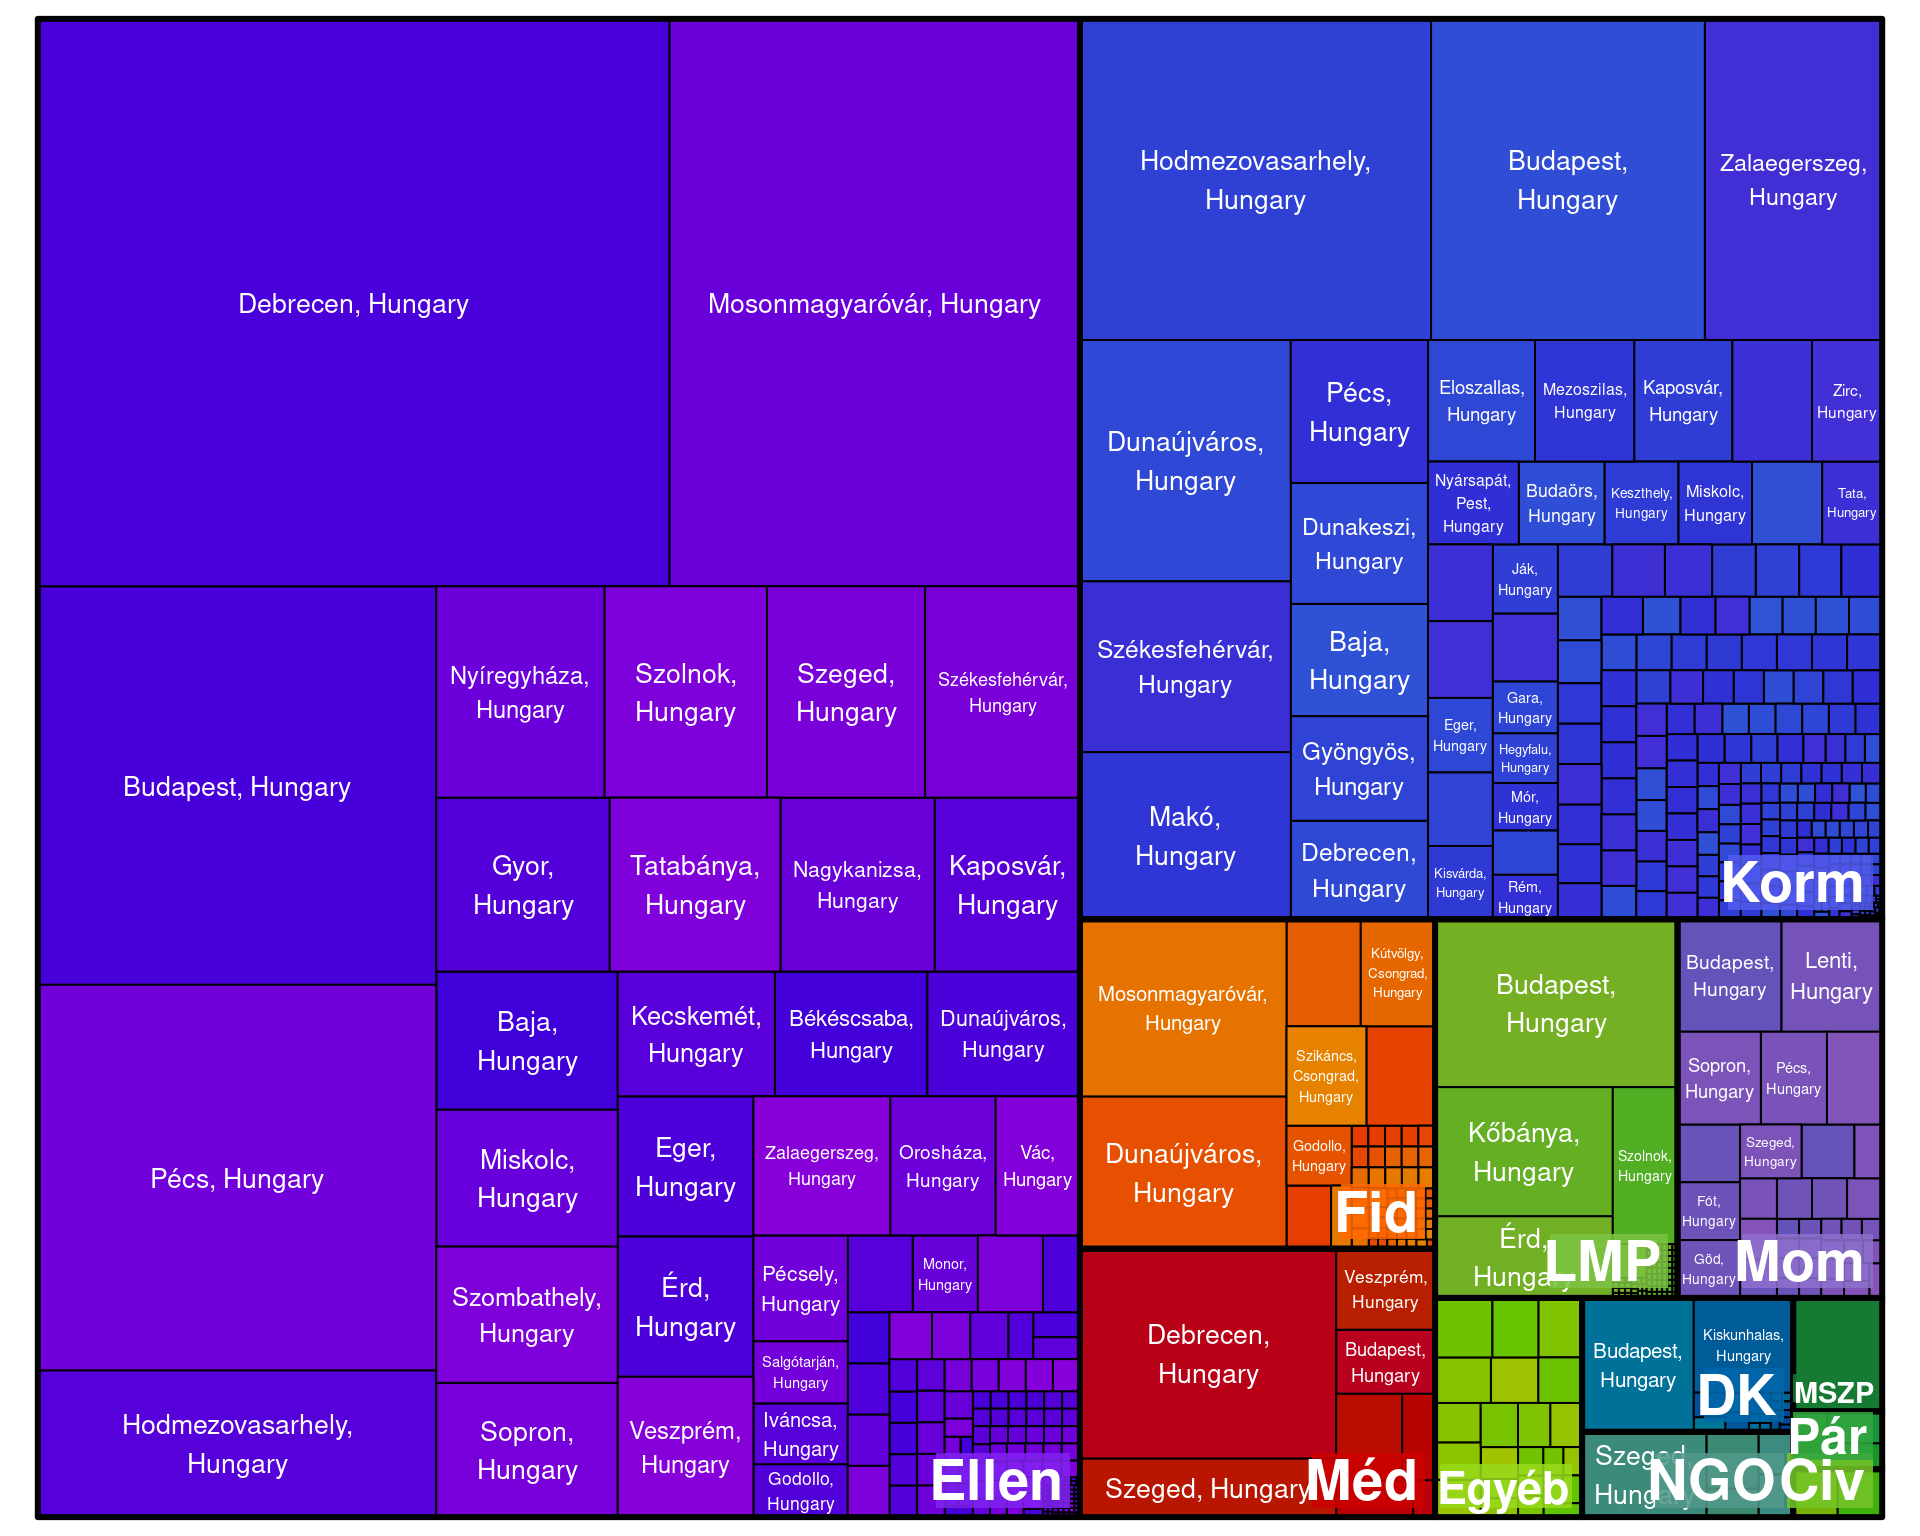 Debrecen, Hungary
Mosonmagyaróvár, Hungary
Budapest, Hungary
Nyíregyháza,
Hungary
Szolnok,
Hungary
Szeged,
Hungary
Székesfehérvár,
Hungary
Gyor,
Hungary
Tatabánya,
Hungary
Nagykanizsa,
Hungary
Kaposvár,
Hungary
Pécs, Hungary
Baja,
Hungary
Kecskemét,
Hungary
Békéscsaba,
Hungary
Dunaújváros,
Hungary
Miskolc,
Hungary
Eger,
Hungary
Zalaegerszeg,
Hungary
Orosháza,
Hungary
Vác,
Hungary
Szombathely,
Hungary
Érd,
Hungary
Pécsely,
Hungary
Monor,
Hungary
Salgótarján,
Hungary
Hodmezovasarhely,
Hungary
Sopron,
Hungary
Veszprém,
Hungary
Iváncsa,
Hungary
Godollo,
Hungary
Ellen
Hodmezovasarhely,
Hungary
Budapest,
Hungary
Zalaegerszeg,
Hungary
Dunaújváros,
Hungary
Pécs,
Hungary
Eloszallas,
Hungary
Mezoszilas,
Hungary
Kaposvár,
Hungary
Zirc,
Hungary
Nyársapát,
Pest,
Hungary
Budaörs,
Hungary
Keszthely,
Hungary
Miskolc,
Hungary
Tata,
Hungary
Dunakeszi,
Hungary
Ják,
Hungary
Székesfehérvár,
Hungary
Baja,
Hungary
Gara,
Hungary
Eger,
Hungary
Hegyfalu,
Hungary
Gyöngyös,
Hungary
Mór,
Hungary
Makó,
Hungary
Debrecen,
Hungary
Kisvárda,
Hungary
Rém,
Hungary
Korm
Mosonmagyaróvár,
Hungary
Kútvölgy,
Csongrad,
Hungary
Szikáncs,
Csongrad,
Hungary
Dunaújváros,
Hungary
Godollo,
Hungary
Fid
Budapest,
Hungary
Kőbánya,
Hungary
Szolnok,
Hungary
Érd,
Hungary
LMP
Budapest,
Hungary
Lenti,
Hungary
Sopron,
Hungary
Pécs,
Hungary
Szeged,
Hungary
Fót,
Hungary
Göd,
Hungary
Mom
Debrecen,
Hungary
Veszprém,
Hungary
Budapest,
Hungary
Szeged, Hungary
Méd
Egyéb
Budapest,
Hungary
Kiskunhalas,
Hungary
DK
MSZP
Pár
Szeged,
Hungary
NGO
Civ